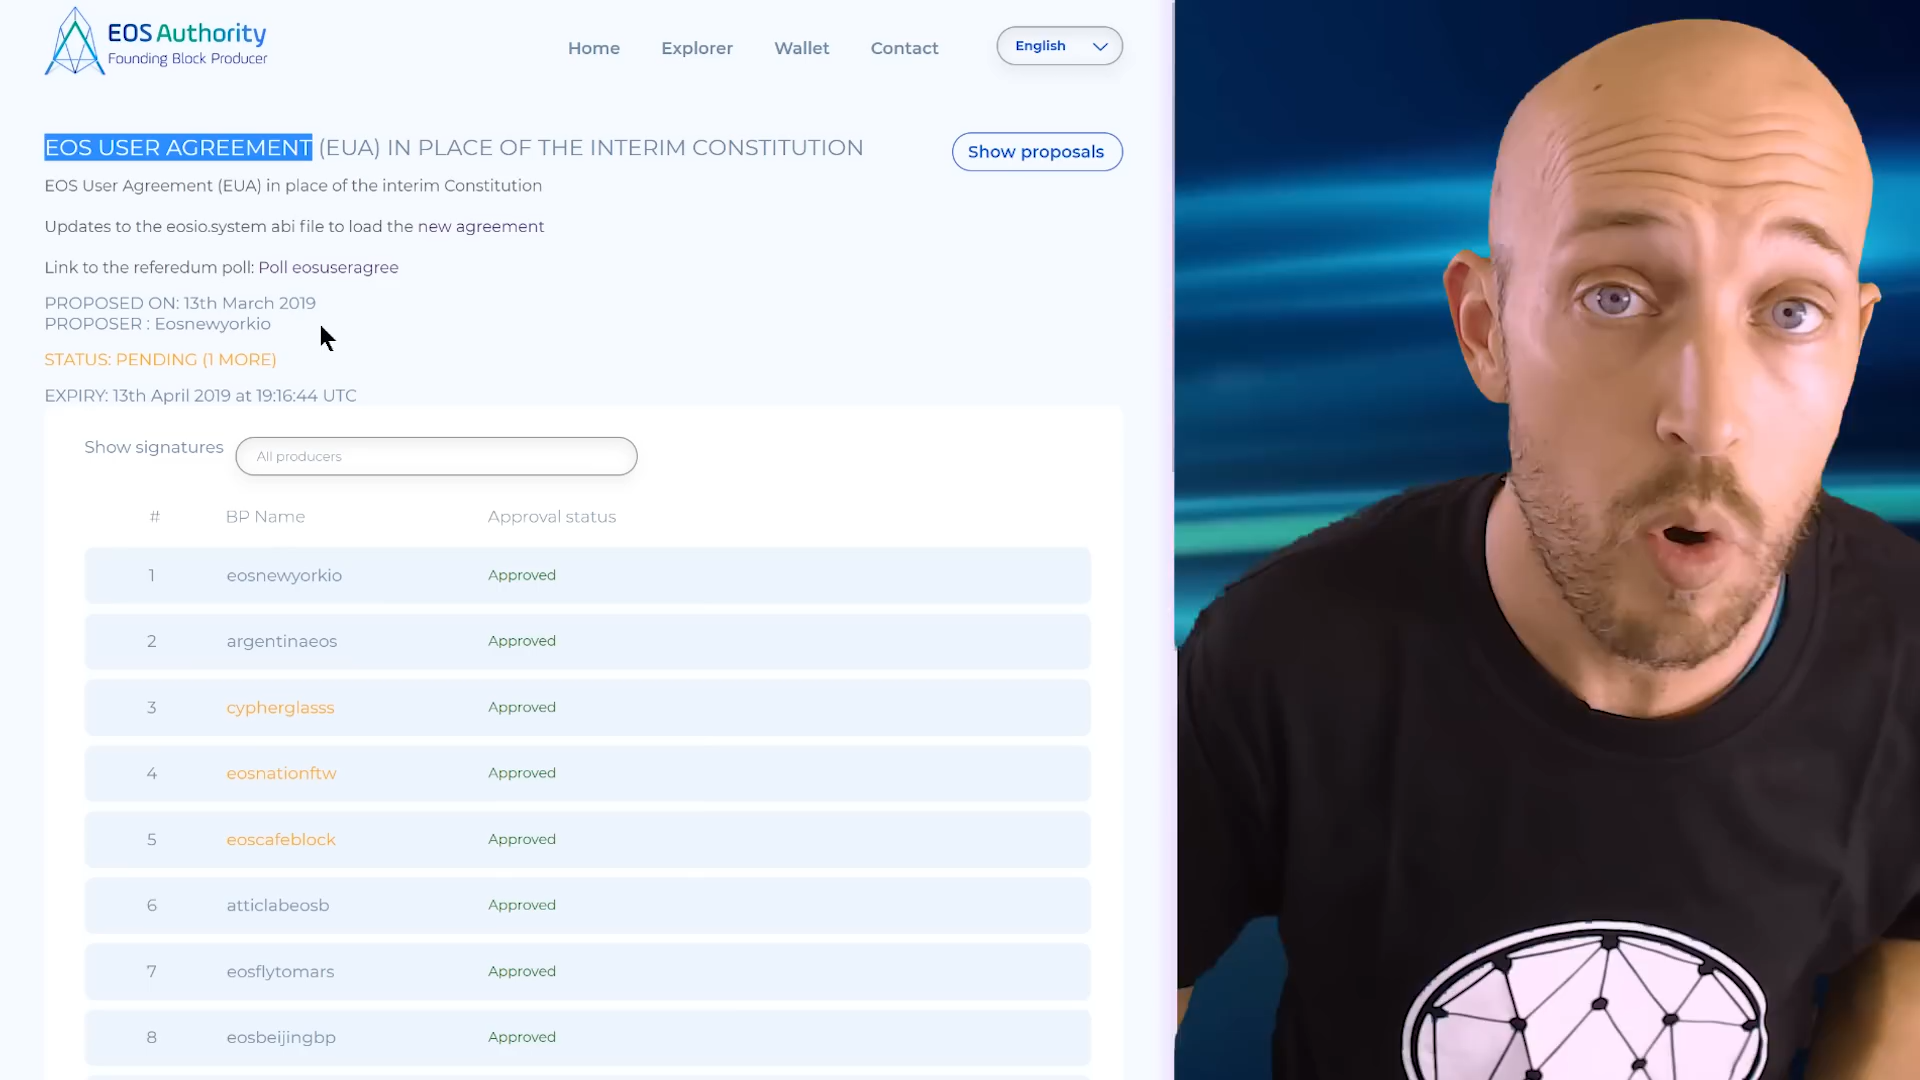 EOS Authority
Founding Block Producer
Home
Explorer
Wallet
Contact
English
EOS USER AGREEMENT (EUA) IN PLACE OF THE INTERIM CONSTITUTION
Show proposals
EOS User Agreement (EUA) in place of the interim Constitution
Updates to the eosio.system abi file to load the new agreement
Link to the referedum poll: Poll eosuseragree
PROPOSED ON: 13th March 2019
PROPOSER : Eosnewyorkio
STATUS: PENDING (1 MORE)
EXPIRY: 13th April 2019 at 19:16:44 UTC
Show signatures
All producers
# BP Name Approval status
1 eosnewyorkio Approved
2 argentinaeos Approved
3 cypherglasss Approved
4 eosnationftw Approved
5 eoscafeblock Approved
6 atticlabeosb Approved
7 eosflytomars Approved
8 eosbeijingbp Approved